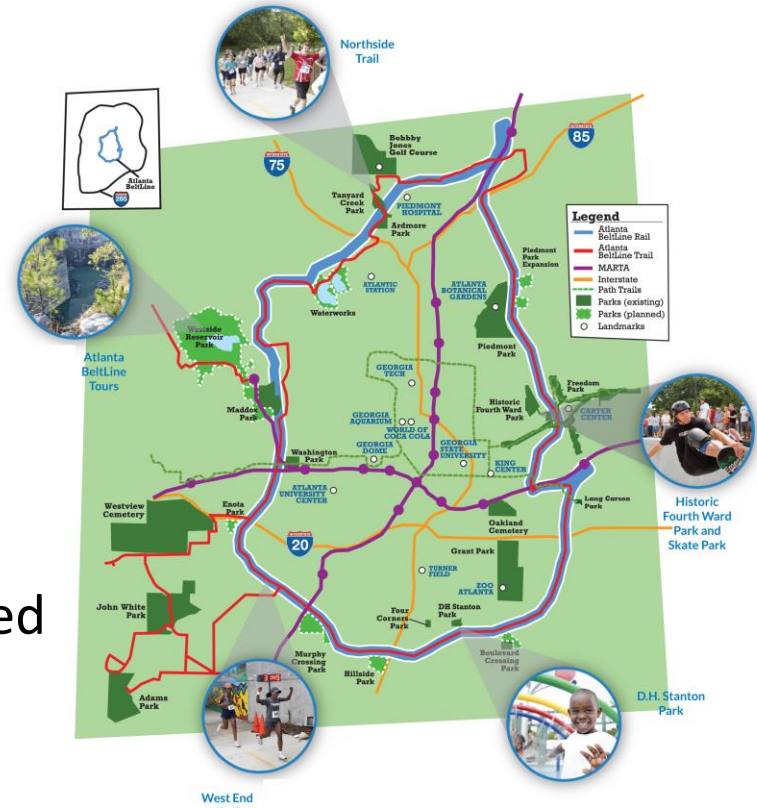 Northside
Trail
Bobbby
Jones
Golf Course
75
85
Atlanta
BeltLine
285
Tanyard
Creek
Park
PIEDMONT
HOSPITAL
Ardmore
Park
Legend
Atlanta
BeltLine Rail
Atlanta
BeltLine Trail
MARTA
Interstate
Path Trails
Parks (existing)
Parks (planned)
Landmarks
Piedmont
Park
Expansion
ATLANTIC
STATION
ATLANTA
BOTANICAL
GARDENS
Waterworks
Westside
Reservoir
Park
Piedmont
Park
Atlanta
BeltLine
Tours
GEORGIA
TECH
Freedom
Park
Historic
Fourth Ward
Park
CARTER
CENTER
Maddox
Park
GEORGIA
AQUARIUM
WORLD OF
COCA COLA
GEORGIA
DOME
GEORGIA
STATE
UNIVERSITY
KING
CENTER
Washington
Park
ATLANTA
UNIVERSITY
CENTER
Historic
Fourth Ward
Park and
Skate Park
Long Carson
Park
Westview
Cemetery
Enota
Park
Oakland
Cemetery
20
Grant Park
TURNER
FIELD
ZOO
ATLANTA
ed
John White
Park
Four
Corners
Park
DH Stanton
Park
Murphy
Crossing
Park
Hillside
Park
Boulevard
Crossing
Park
Adams
Park
D.H. Stanton
Park
West End